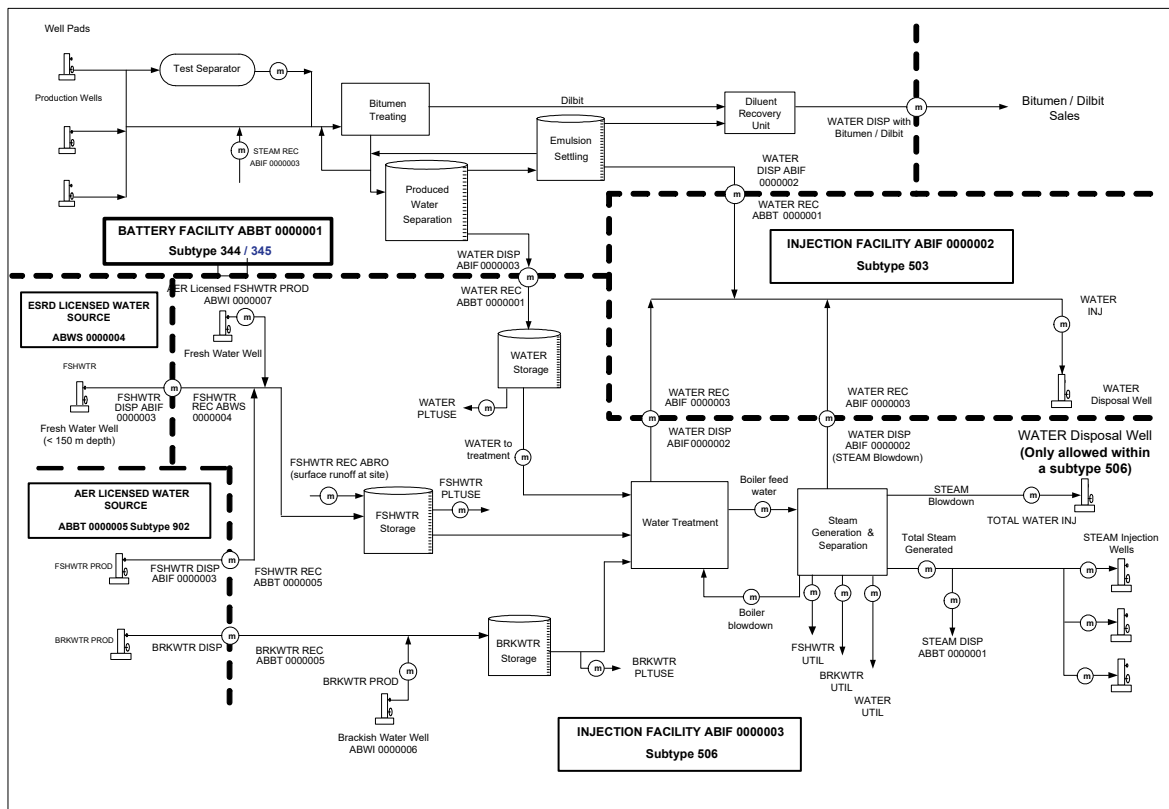 Well Pads
Test Separator
m
Production Wells
m
STEAM REC
ABIF 0000003
Bitumen
Treating
Dilbit
Diluent
Recovery
Unit
m
WATER DISP with
Bitumen / Dilbit
Bitumen / Dilbit
Sales
Emulsion
Settling
Produced
Water
Separation
WATER
DISP ABIF
0000002
m
WATER REC
ABBT 0000001
BATTERY FACILITY ABBT 0000001
Subtype 344 / 345
INJECTION FACILITY ABIF 0000002
Subtype 503
WATER DISP
ABIF 0000003
m
WATER REC
ABBT 0000001
AER Licensed FSHWTR PROD
ABWI 0000007
m
Fresh Water Well
ESRD LICENSED WATER
SOURCE
ABWS 0000004
FSHWTR
m
FSHWTR
DISP ABIF
0000003
FSHWTR
REC ABWS
0000004
Fresh Water Well
(< 150 m depth)
WATER
Storage
WATER
PLTUSE
m
WATER to
treatment
m
WATER
INJ
m
WATER
Disposal Well
WATER REC
ABIF 0000003
m
WATER DISP
ABIF 0000002
WATER REC
ABIF 0000003
m
WATER DISP
ABIF 0000002
(STEAM Blowdown)
WATER Disposal Well
(Only allowed within
a subtype 506)
AER LICENSED WATER
SOURCE
ABBT 0000005 Subtype 902
FSHWTR REC ABRO
(surface runoff at site)
m
FSHWTR
PLTUSE
m
FSHWTR
Storage
Water Treatment
Boiler feed
water
m
Steam
Generation &
Separation
STEAM
Blowdown
m
TOTAL WATER INJ
Total Steam
Generated
m
STEAM Injection
Wells
m
m
m
m
STEAM DISP
ABBT 0000001
FSHWTR PROD
FSHWTR DISP
ABIF 0000003
m
FSHWTR REC
ABBT 0000005
m
Boiler
blowdown
m
m
m
FSHWTR
UTIL
BRKWTR
UTIL
WATER
UTIL
BRKWTR PROD
BRKWTR DISP
m
BRKWTR REC
ABBT 0000005
BRKWTR PROD
m
Brackish Water Well
ABWI 0000006
BRKWTR
Storage
m
BRKWTR
PLTUSE
INJECTION FACILITY ABIF 0000003
Subtype 506